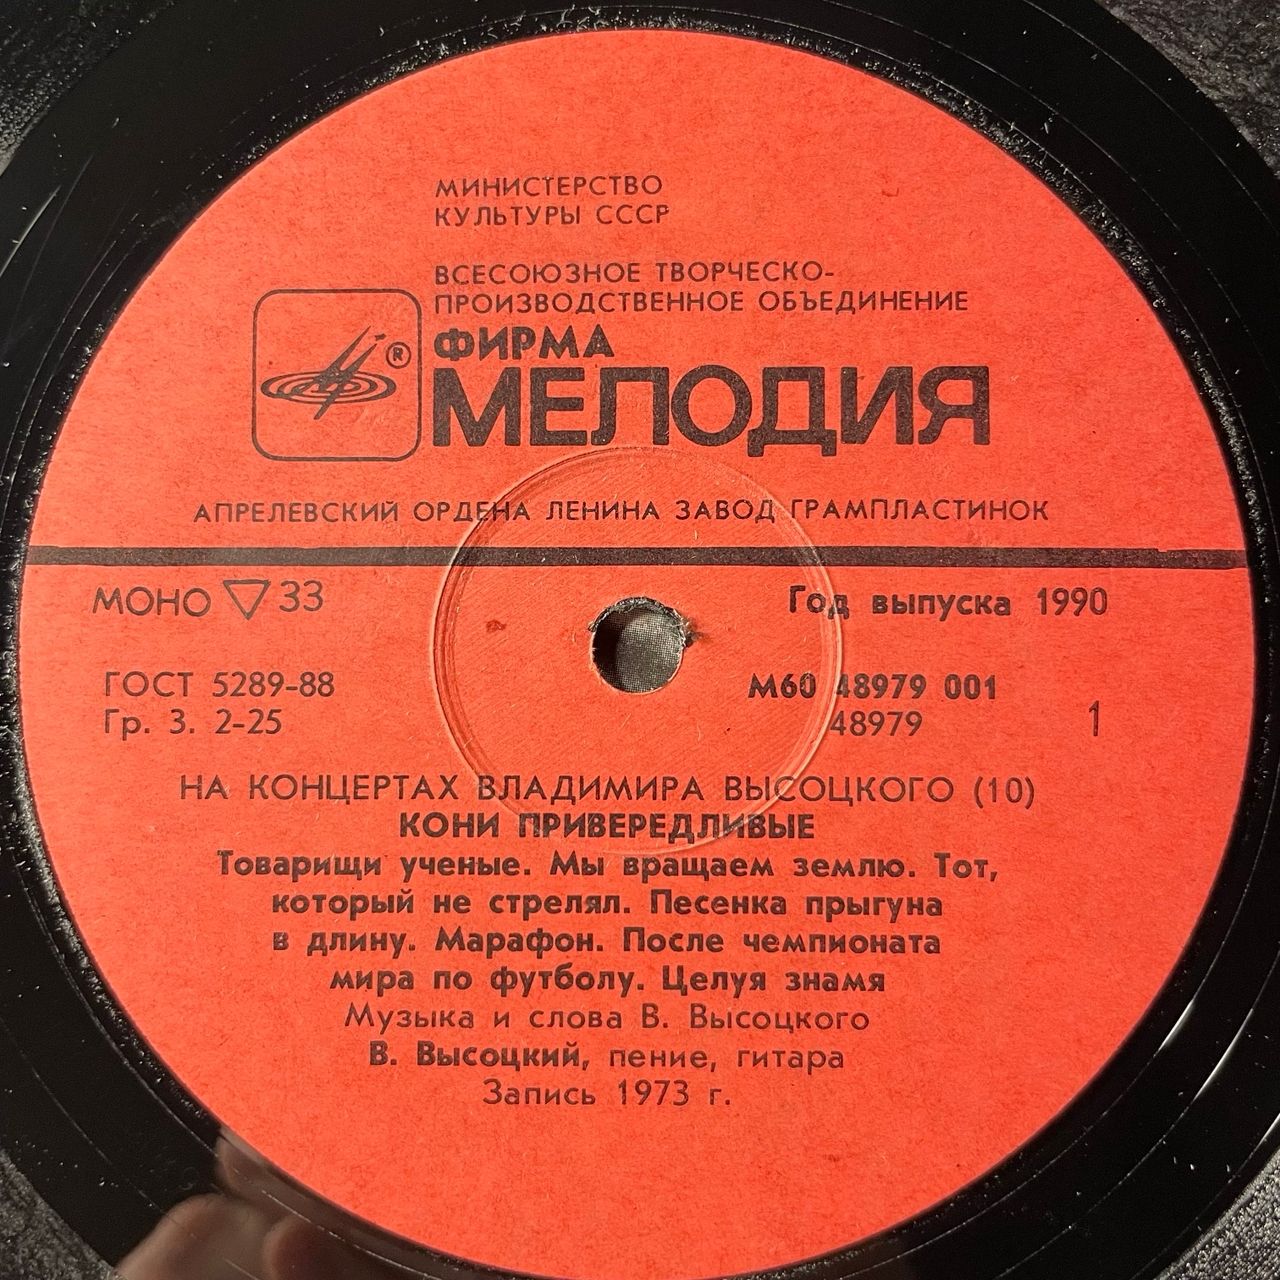 МИНИСТЕРСТВО
КУЛЬТУРЫ СССР
ВСЕСОЮЗНОЕ ТВОРЧЕСКО-
ПРОИЗВОДСТВЕННОЕ ОБЪЕДИНЕНИЕ
ФИРМА
®
МЕЛОДИЯ
АПРЕЛЕВСКИЙ ОРДЕНА ЛЕНИНА ЗАВОД ГРАМПЛАСТИНОК
МОНО ▽ 33
Год выпуска 1990
ГОСТ 5289-88
Гр. 3. 2-25
М60 48979 001
48979
1
НА КОНЦЕРТАХ ВЛАДИМИРА ВЫСОЦКОГО (10)
КОНИ ПРИВЕРЕДЛИВЫЕ
Товарищи ученые. Мы вращаем землю. Тот,
который не стрелял. Песенка прыгуна
в длину. Марафон. После чемпионата
мира по футболу. Целуя знамя
Музыка и слова В. Высоцкого
В. Высоцкий, пение, гитара
Запись 1973 г.